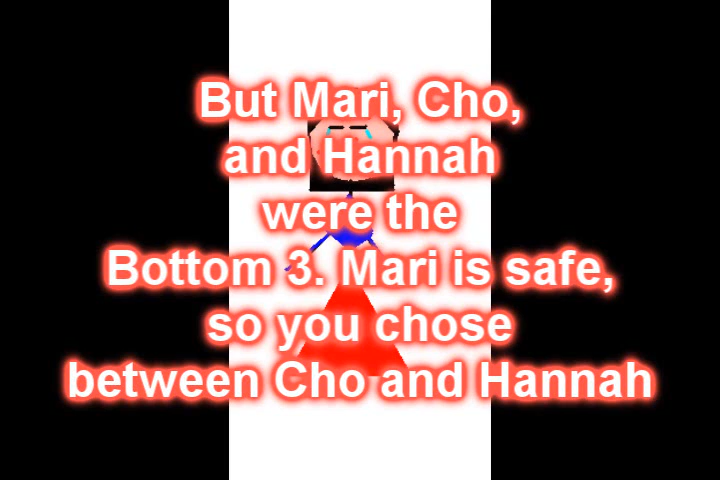 But Mari, Cho,
and Hannah
were the
Bottom 3. Mari is safe,
so you chose
between Cho and Hannah